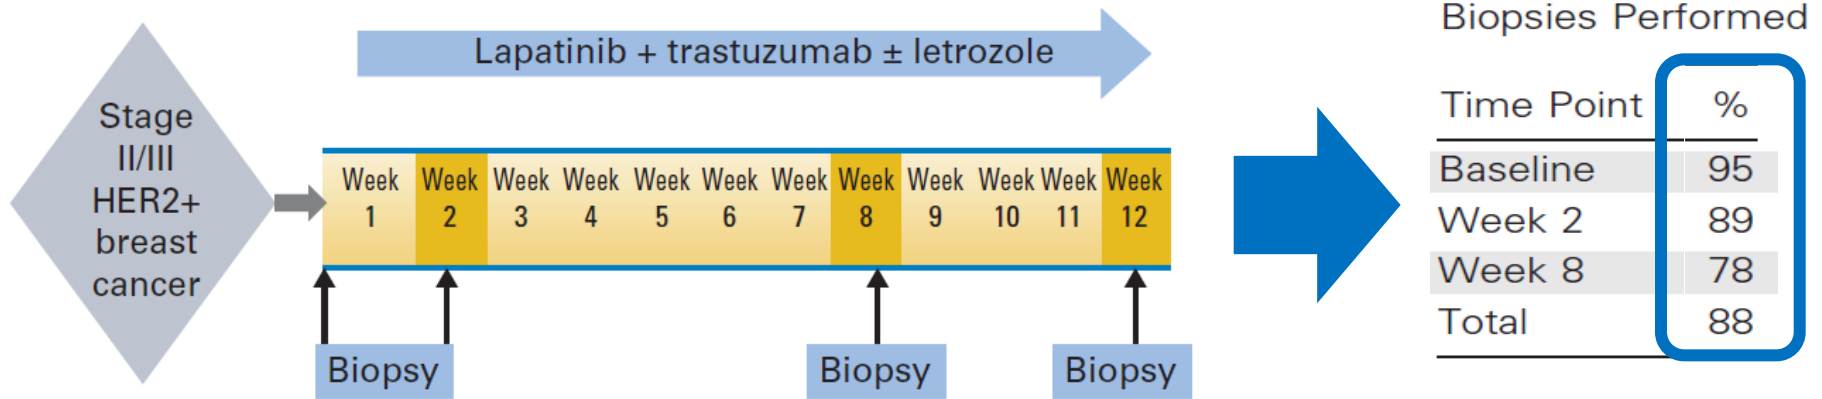 Stage
II/III
HER2+
breast
cancer
Lapatinib + trastuzumab ± letrozole
Week Week Week Week Week Week Week Week Week Week Week Week
1 2 3 4 5 6 7 8 9 10 11 12
Biopsy Biopsy Biopsy
Biopsies Performed
Time Point %
Baseline 95
Week 2 89
Week 8 78
Total 88